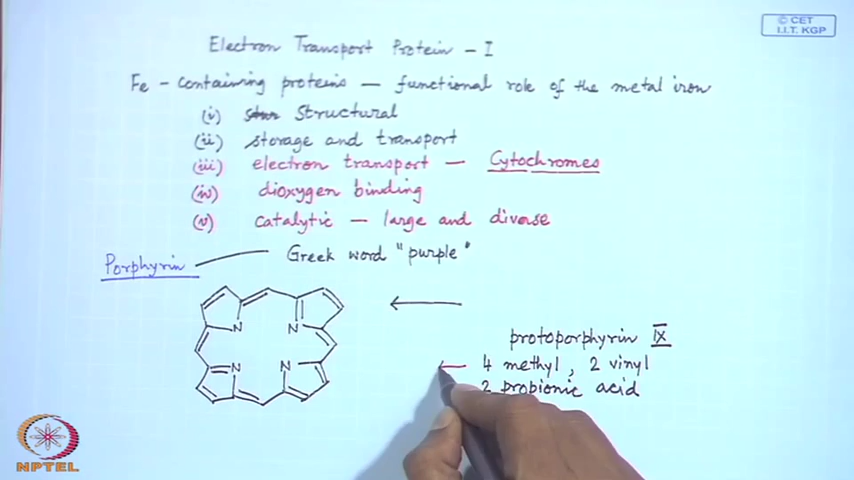 © CET
I.I.T. KGP
Electron Transport Protein - I
Fe - containing proteins — functional role of the metal iron
(i) Structural
(ii) storage and transport
(iii) electron transport — Cytochromes
(iv) dioxygen binding
(v) catalytic — large and diverse
Porphyrin Greek word "purple"
N N
N N
protoporphyrin IX
4 methyl, 2 vinyl
2 propionic acid
NPTEL